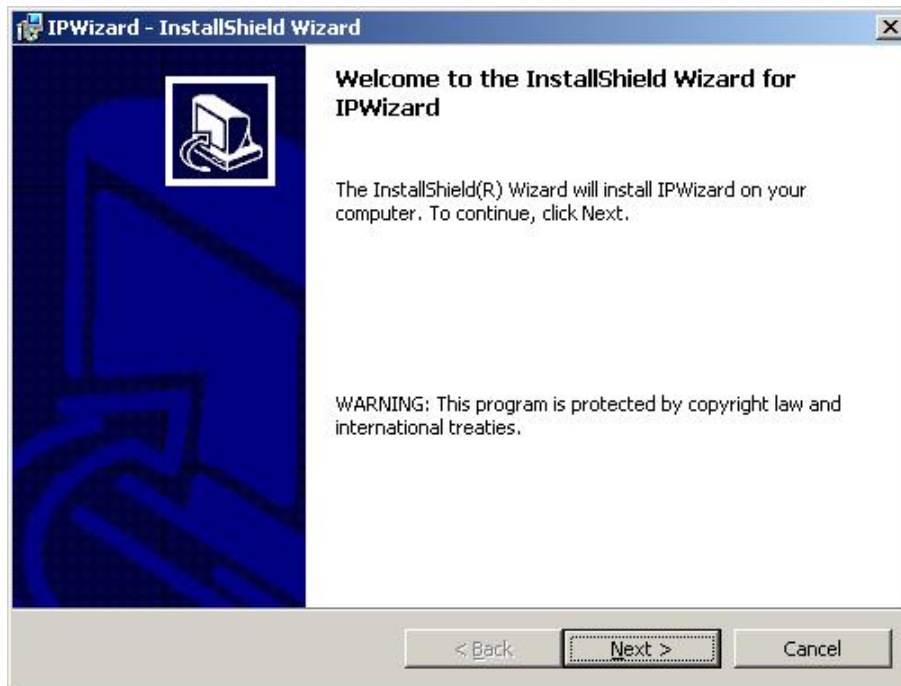 IPWizard - InstallShield Wizard
Welcome to the InstallShield Wizard for
IPWizard
The InstallShield(R) Wizard will install IPWizard on your
computer. To continue, click Next.
WARNING: This program is protected by copyright law and
international treaties.
< Back
Next >
Cancel